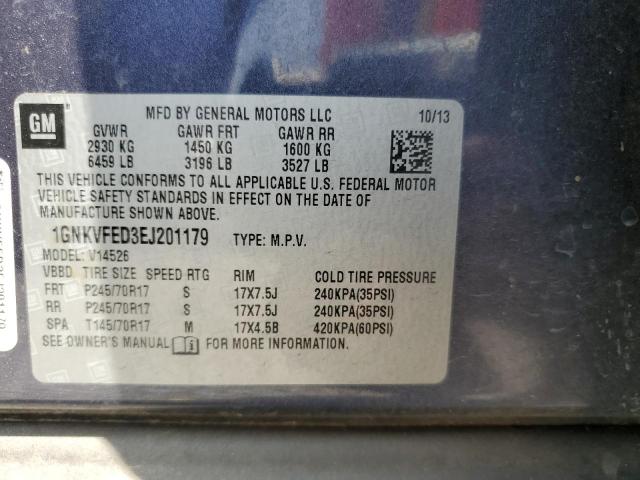 GM
MFD BY GENERAL MOTORS LLC 10/13
GVWR GAWR FRT GAWR RR
2930 KG 1450 KG 1600 KG
6459 LB 3196 LB 3527 LB
THIS VEHICLE CONFORMS TO ALL APPLICABLE U.S. FEDERAL MOTOR
VEHICLE SAFETY STANDARDS IN EFFECT ON THE DATE OF
MANUFACTURE SHOWN ABOVE.
1GNKVFED3EJ201179 TYPE: M.P.V.
MODEL: V14526
VBBD TIRE SIZE SPEED RTG RIM COLD TIRE PRESSURE
FRT P245/70R17 S 17X7.5J 240KPA(35PSI)
RR P245/70R17 S 17X7.5J 240KPA(35PSI)
SPA T145/70R17 M 17X4.5B 420KPA(60PSI)
SEE OWNER'S MANUAL FOR MORE INFORMATION.